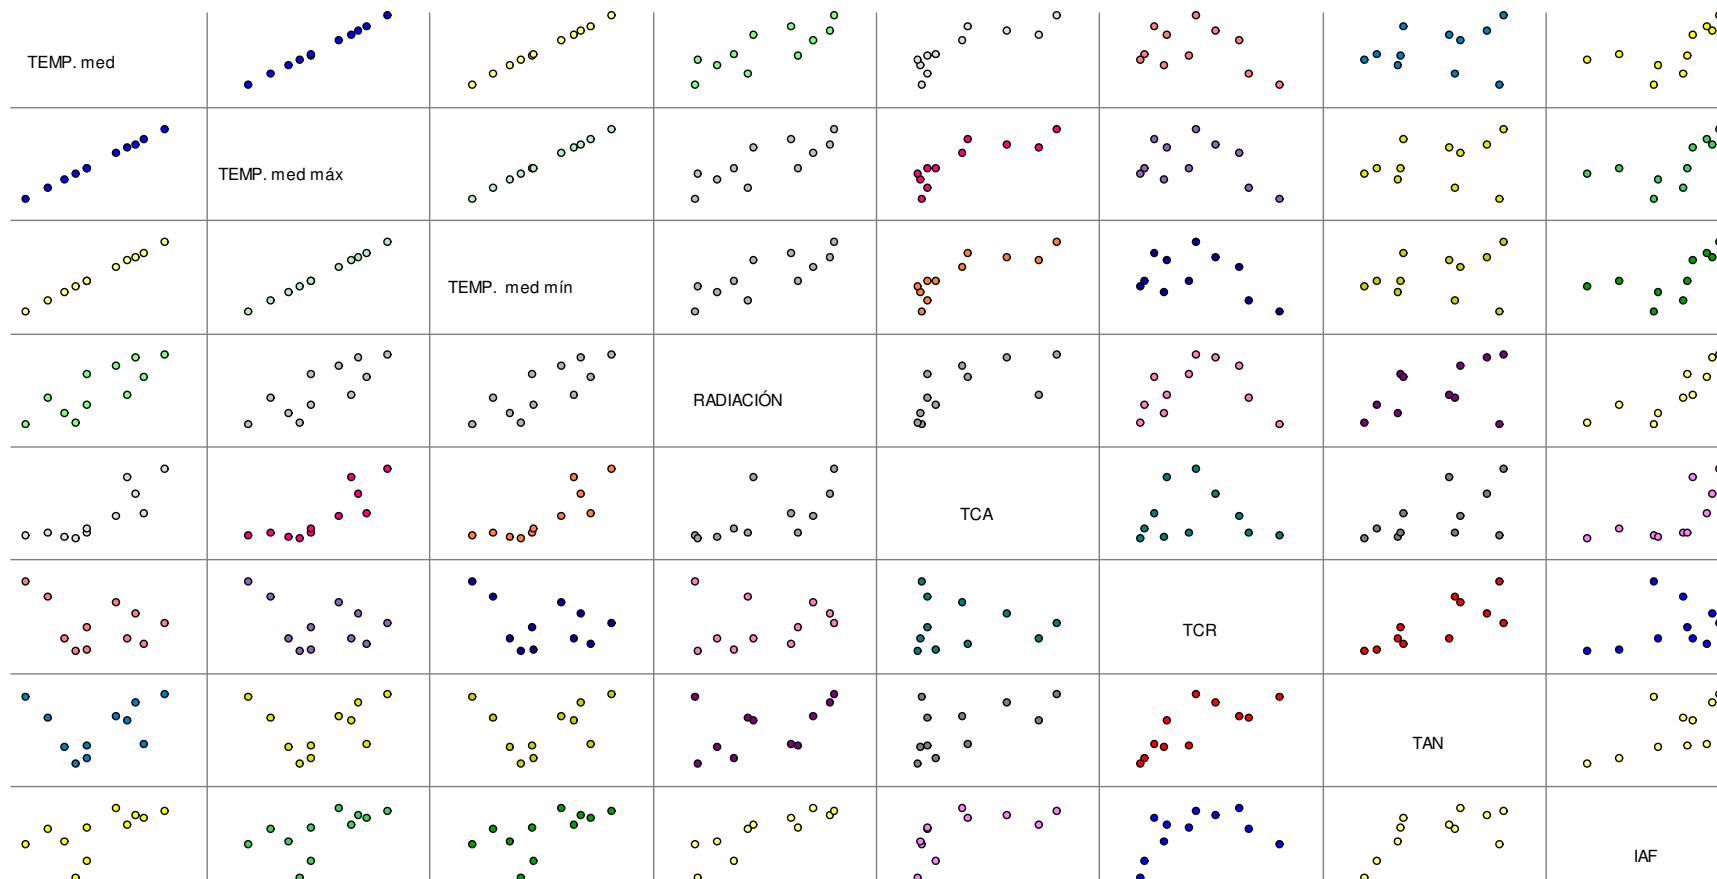 TEMP. med
TEMP. med máx
TEMP. med mín
RADIACIÓN
TCA
TCR
TAN
IAF